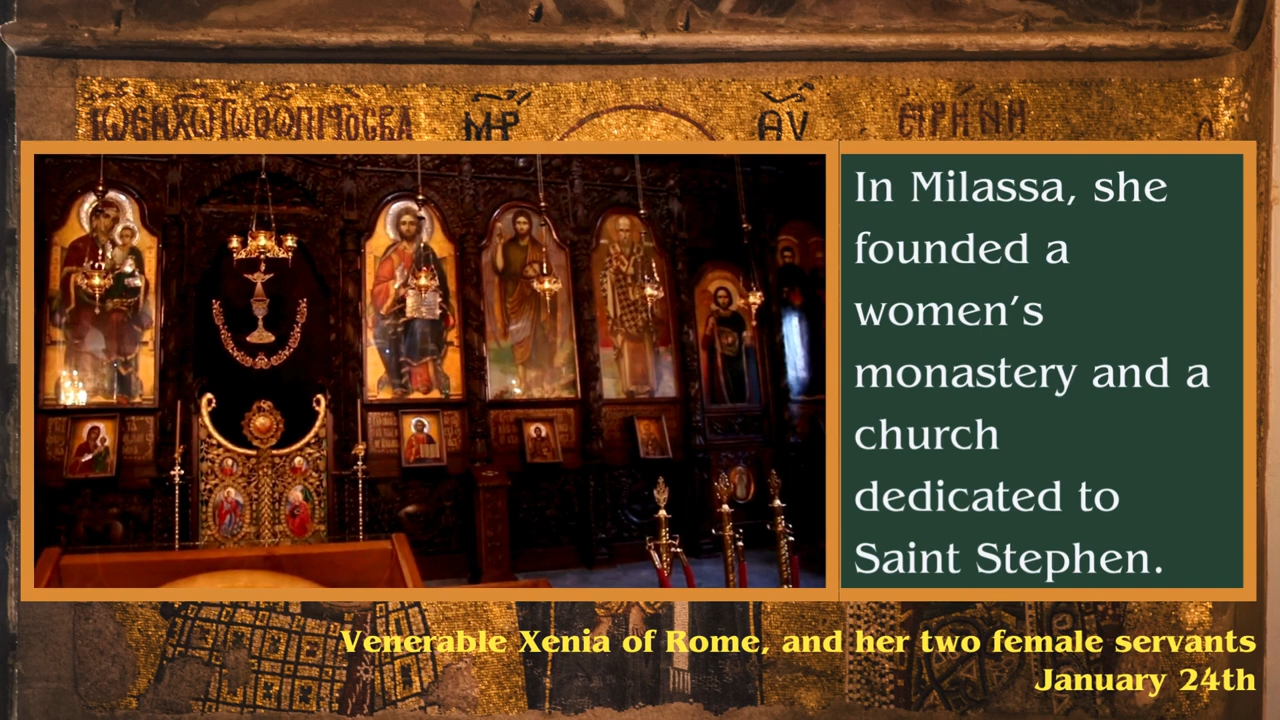 ΜΡ
In Milassa, she
founded a
women’s
monastery and a
church
dedicated to
Saint Stephen.
Venerable Xenia of Rome, and her two female servants
January 24th